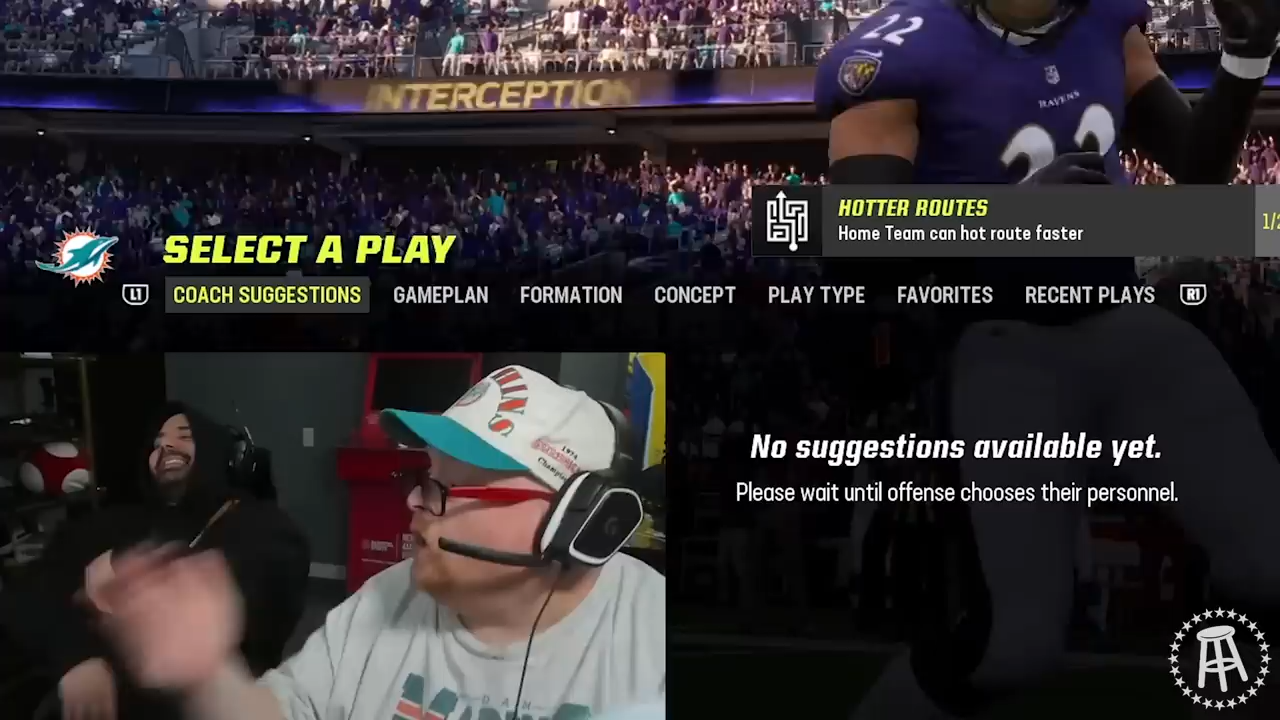 22
INTERCEPTION
RAVENS
22
HOTTER ROUTES
Home Team can hot route faster
SELECT A PLAY
L1 COACH SUGGESTIONS GAMEPLAN FORMATION CONCEPT PLAY TYPE FAVORITES RECENT PLAYS R1
No suggestions available yet.
Please wait until offense chooses their personnel.